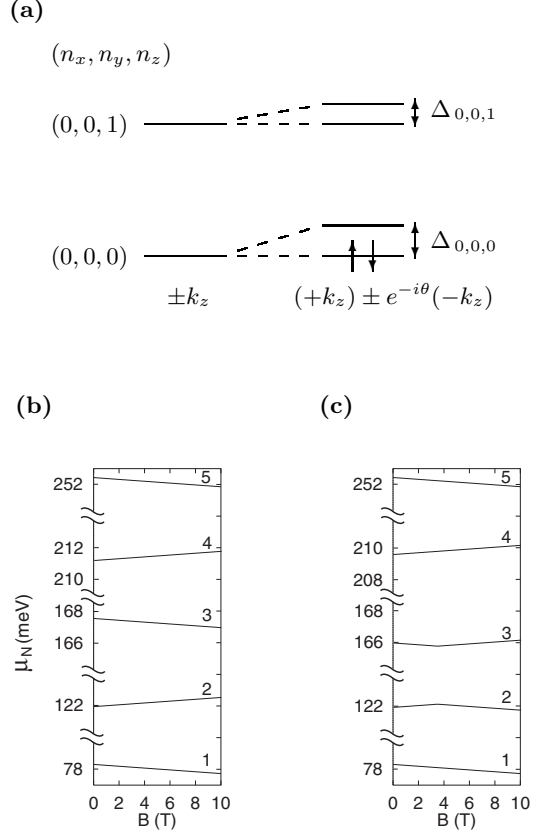 (a)
(n_x, n_y, n_z)
(0, 0, 1)
Δ_{0,0,1}
(0, 0, 0)
Δ_{0,0,0}
±k_z
(+k_z) ± e^{−iθ}(−k_z)
(b)
μ_N(meV)
252
212
210
168
166
122
78
5
4
3
2
1
0 2 4 6 8 10
B (T)
(c)
252
210
208
168
166
122
78
5
4
3
2
1
0 2 4 6 8 10
B (T)